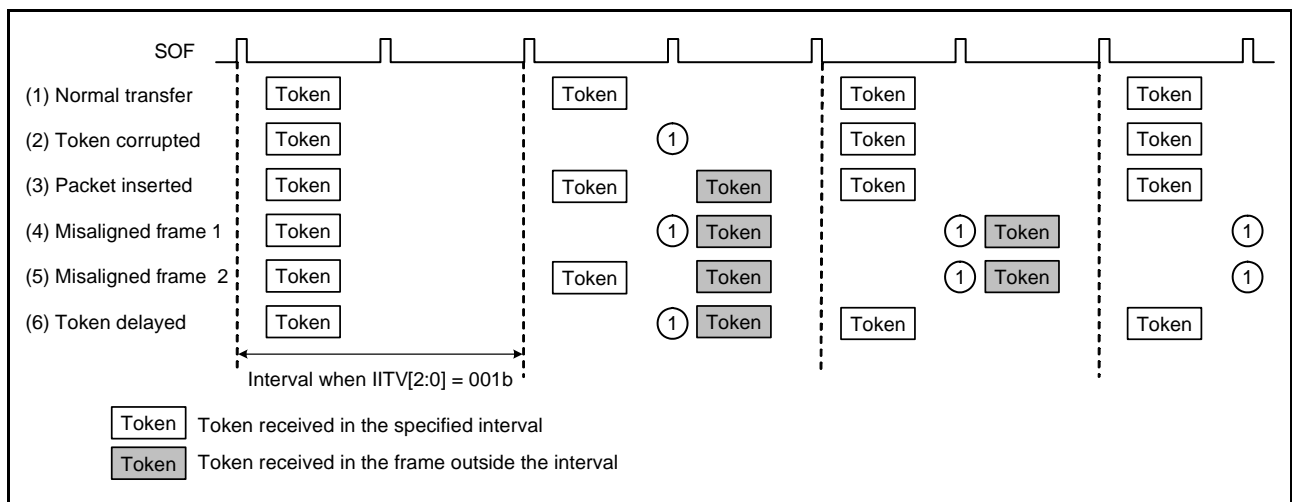 SOF
(1) Normal transfer Token Token Token Token
(2) Token corrupted Token 1 Token Token
(3) Packet inserted Token Token Token Token Token
(4) Misaligned frame 1 Token 1 Token 1 Token 1
(5) Misaligned frame 2 Token Token Token 1 Token 1
(6) Token delayed Token 1 Token Token Token
Interval when IITV[2:0] = 001b
Token Token received in the specified interval
Token Token received in the frame outside the interval